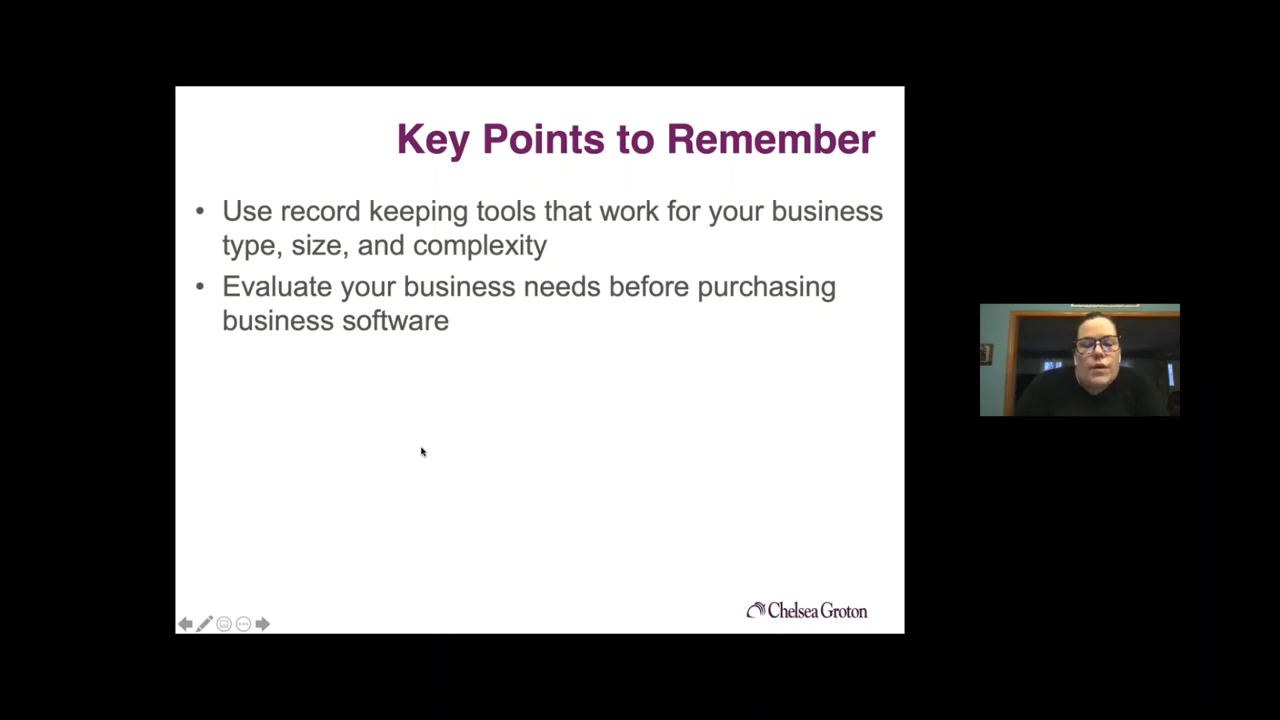 Key Points to Remember
• Use record keeping tools that work for your business
type, size, and complexity
• Evaluate your business needs before purchasing
business software
Chelsea Groton